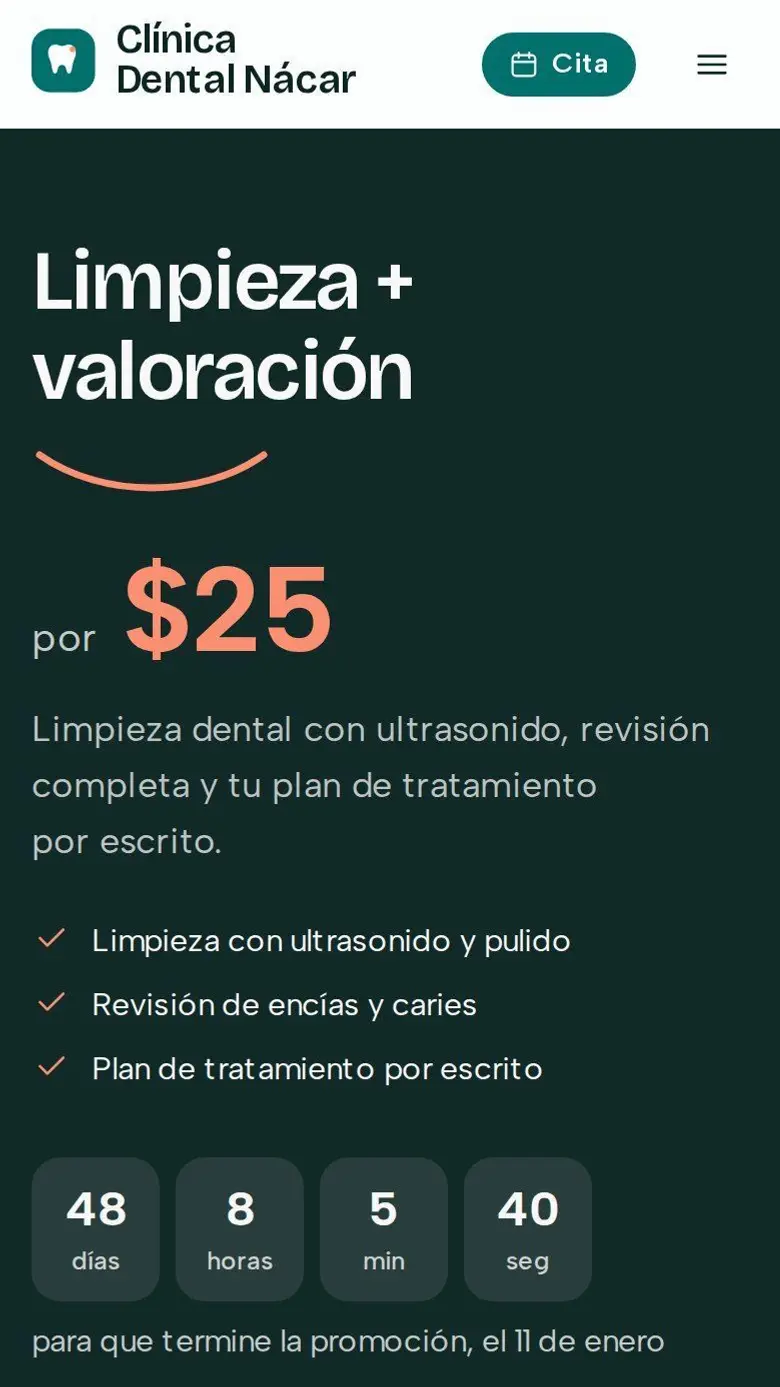 Clínica
Dental Nácar
Cita
Limpieza +
valoración
por $25
Limpieza dental con ultrasonido, revisión
completa y tu plan de tratamiento
por escrito.
Limpieza con ultrasonido y pulido
Revisión de encías y caries
Plan de tratamiento por escrito
48 8 5 40
días horas min seg
para que termine la promoción, el 11 de enero